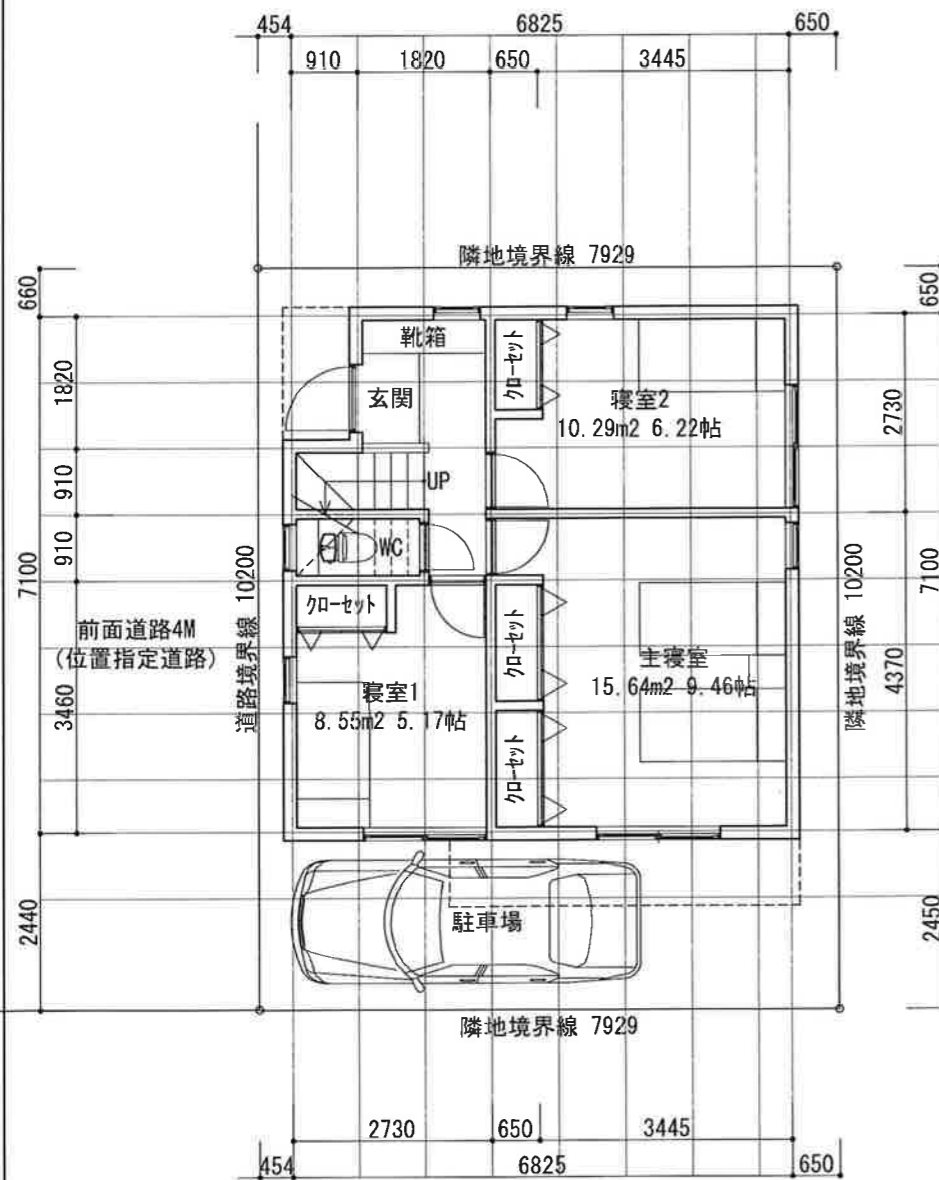 454 6825 650
910 1820 650 3445
隣地境界線 7929
660
650
靴箱
クローセット
玄関
寝室2
10.29m2 6.22帖
1820
2730
910
UP
910
WC
7100
道路境界線 10200
隣地境界線 10200
7100
クローセット
クローセット
前面道路4M
(位置指定道路)
主寝室
15.64m2 9.46帖
4370
3460
寝室1
8.55m2 5.17帖
クローセット
2440
駐車場
2450
隣地境界線 7929
2730 650 3445
454 6825 650